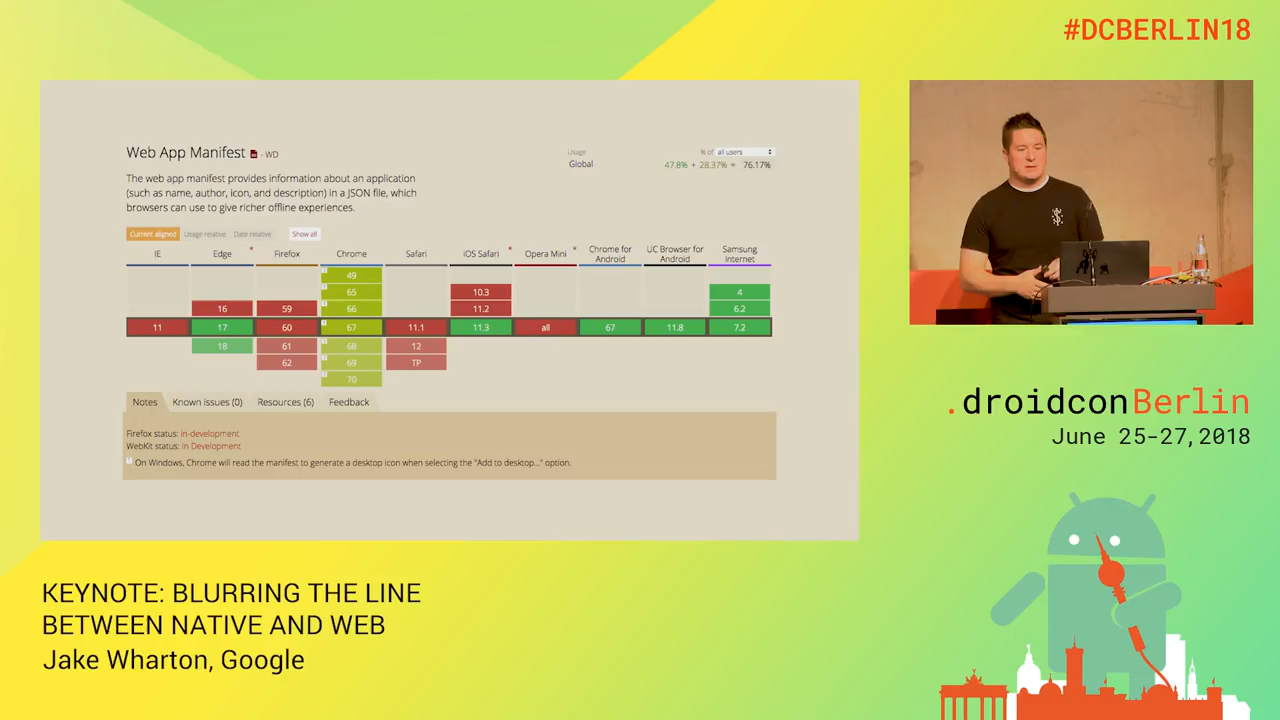 #DCBERLIN18
Web App Manifest - WD
Usage
% of all users
Global
47.8% + 28.37% = 76.17%
The web app manifest provides information about an application
(such as name, author, icon, and description) in a JSON file, which
browsers can use to give richer offline experiences.
Current aligned Usage relative Date relative Show all
IE Edge * Firefox Chrome Safari iOS Safari * Opera Mini * Chrome for Android UC Browser for Android Samsung Internet
49
65 10.3 4
16 59 66 11.2 6.2
11 17 60 67 11.1 11.3 all 67 11.8 7.2
18 61 68 12
62 69 TP
70
Notes Known issues (0) Resources (6) Feedback
Firefox status: in-development
WebKit status: In Development
On Windows, Chrome will read the manifest to generate a desktop icon when selecting the "Add to desktop..." option.
.droidconBerlin
June 25-27,2018
KEYNOTE: BLURRING THE LINE
BETWEEN NATIVE AND WEB
Jake Wharton, Google